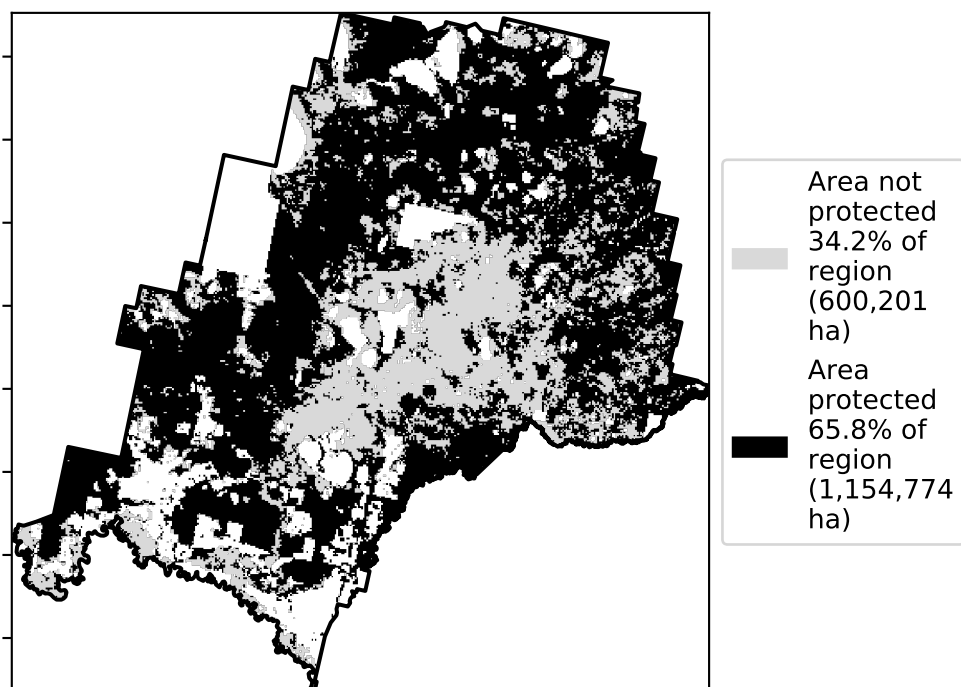 Area not
protected
34.2% of
region
(600,201
ha)
Area
protected
65.8% of
region
(1,154,774
ha)